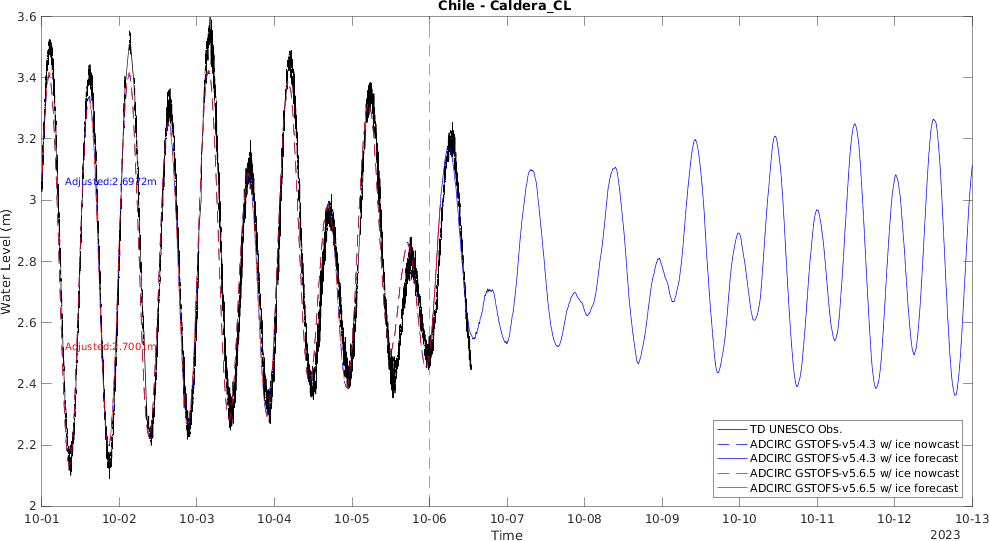 Chile - Caldera_CL
3.6
3.4
3.2
3
2.8
2.6
2.4
2.2
2
Water Level (m)
Adjusted:2.6972m
Adjusted:2.7001m
TD UNESCO Obs.
ADCIRC GSTOFS-v5.4.3 w/ ice nowcast
ADCIRC GSTOFS-v5.4.3 w/ ice forecast
ADCIRC GSTOFS-v5.6.5 w/ ice nowcast
ADCIRC GSTOFS-v5.6.5 w/ ice forecast
10-01 10-02 10-03 10-04 10-05 10-06 10-07 10-08 10-09 10-10 10-11 10-12 10-13
Time
2023